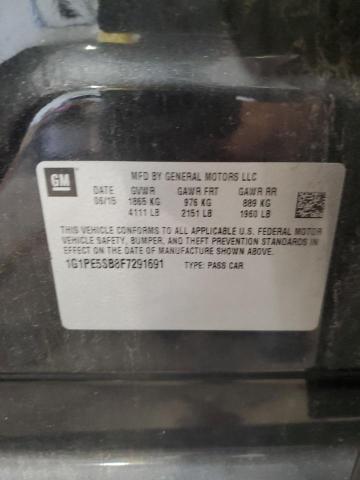 GM
MFD BY GENERAL MOTORS LLC
DATE GVWR GAWR FRT GAWR RR
06/15 1865 KG 976 KG 889 KG
4111 LB 2151 LB 1960 LB
THIS VEHICLE CONFORMS TO ALL APPLICABLE U.S. FEDERAL MOTOR
VEHICLE SAFETY, BUMPER, AND THEFT PREVENTION STANDARDS
IN EFFECT ON THE DATE OF MANUFACTURE SHOWN ABOVE.
1G1PE5SB8F7291691 TYPE: PASS CAR